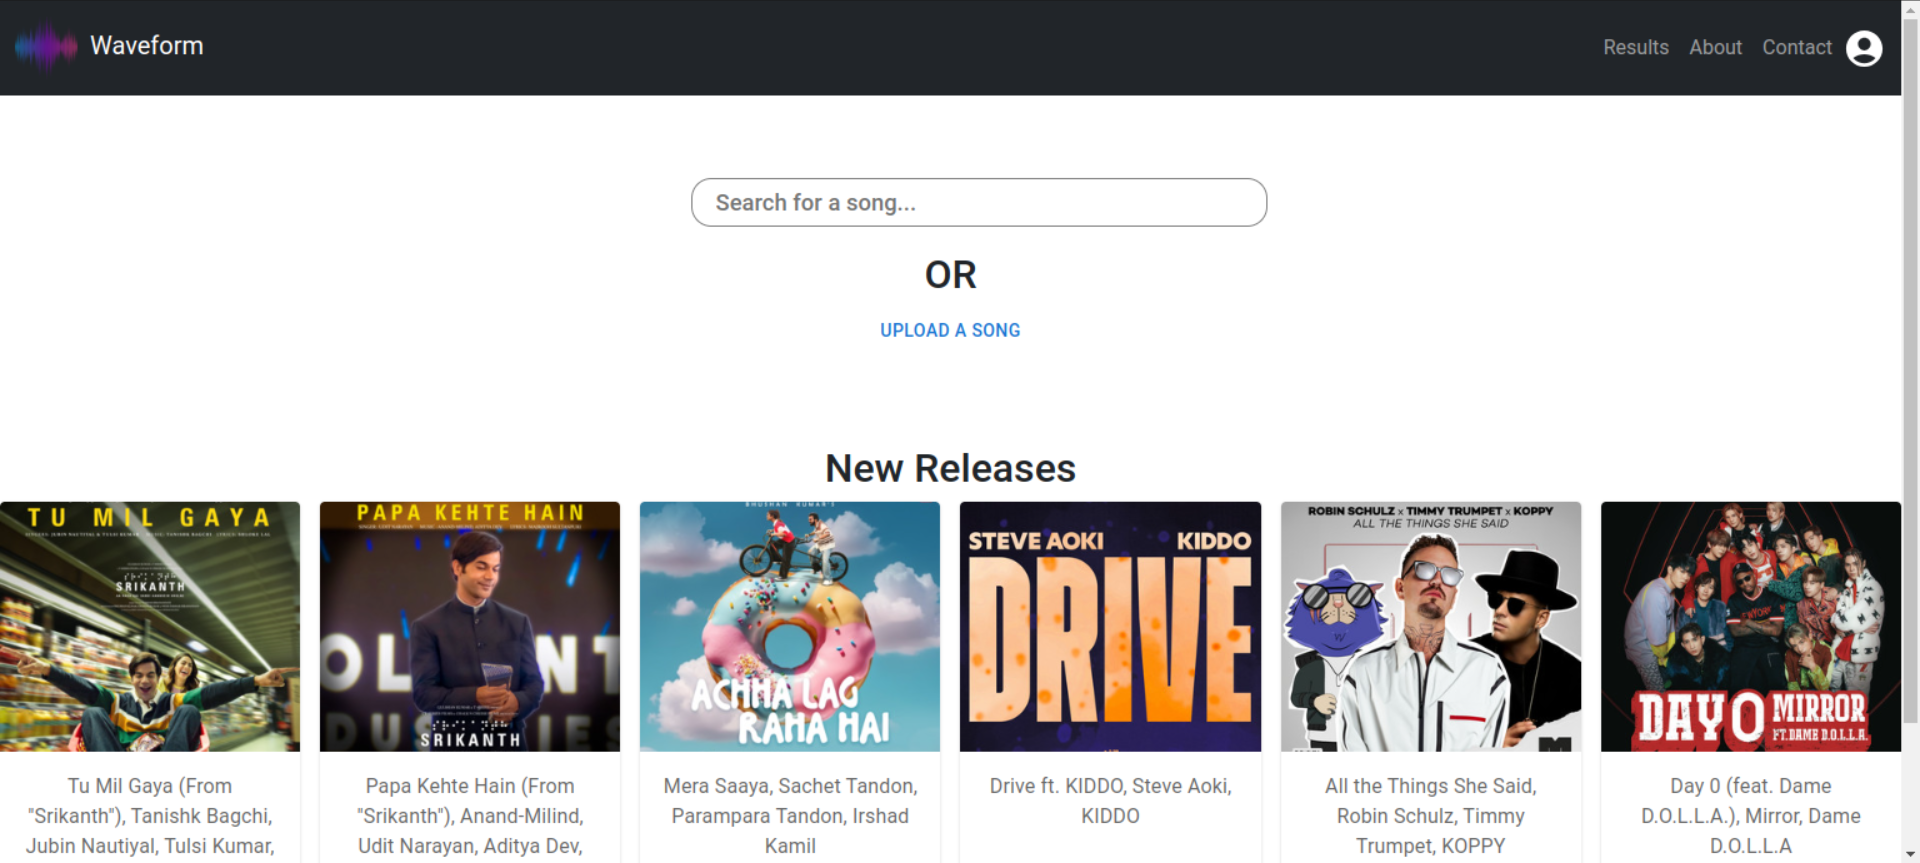 Waveform
Results About Contact
Search for a song...
OR
UPLOAD A SONG
New Releases
TU MIL GAYA
SRIKANTH
PAPA KEHTE HAIN
SRIKANTH
BHUSHAN KUMAR'S
ACHHA LAG
RAHA HAI
STEVE AOKI KIDDO
DRIVE
ROBIN SCHULZ x TIMMY TRUMPET x KOPPY
ALL THE THINGS SHE SAID
DAY 0 MIRROR
FT. DAME D.O.L.L.A.
Tu Mil Gaya (From
"Srikanth"), Tanishk Bagchi,
Jubin Nautiyal, Tulsi Kumar,
Papa Kehte Hain (From
"Srikanth"), Anand-Milind,
Udit Narayan, Aditya Dev,
Mera Saaya, Sachet Tandon,
Parampara Tandon, Irshad
Kamil
Drive ft. KIDDO, Steve Aoki,
KIDDO
All the Things She Said,
Robin Schulz, Timmy
Trumpet, KOPPY
Day 0 (feat. Dame
D.O.L.L.A.), Mirror, Dame
D.O.L.L.A